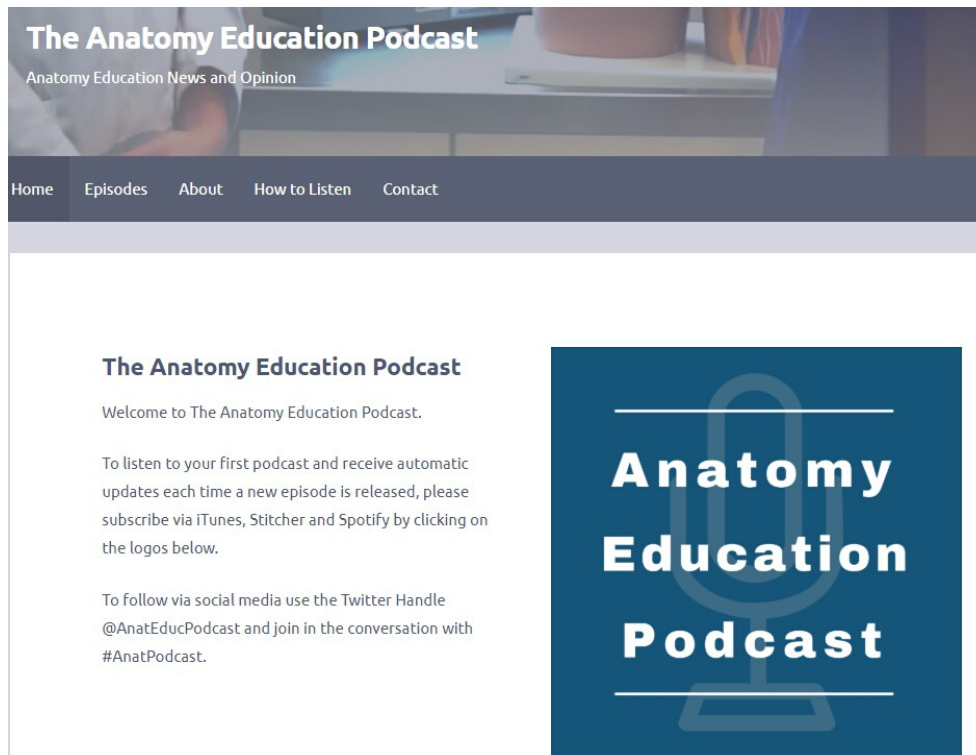 The Anatomy Education Podcast
Anatomy Education News and Opinion
Home Episodes About How to Listen Contact
The Anatomy Education Podcast
Welcome to The Anatomy Education Podcast.
To listen to your first podcast and receive automatic
updates each time a new episode is released, please
subscribe via iTunes, Stitcher and Spotify by clicking on
the logos below.
To follow via social media use the Twitter Handle
@AnatEducPodcast and join in the conversation with
#AnatPodcast.
Anatomy
Education
Podcast